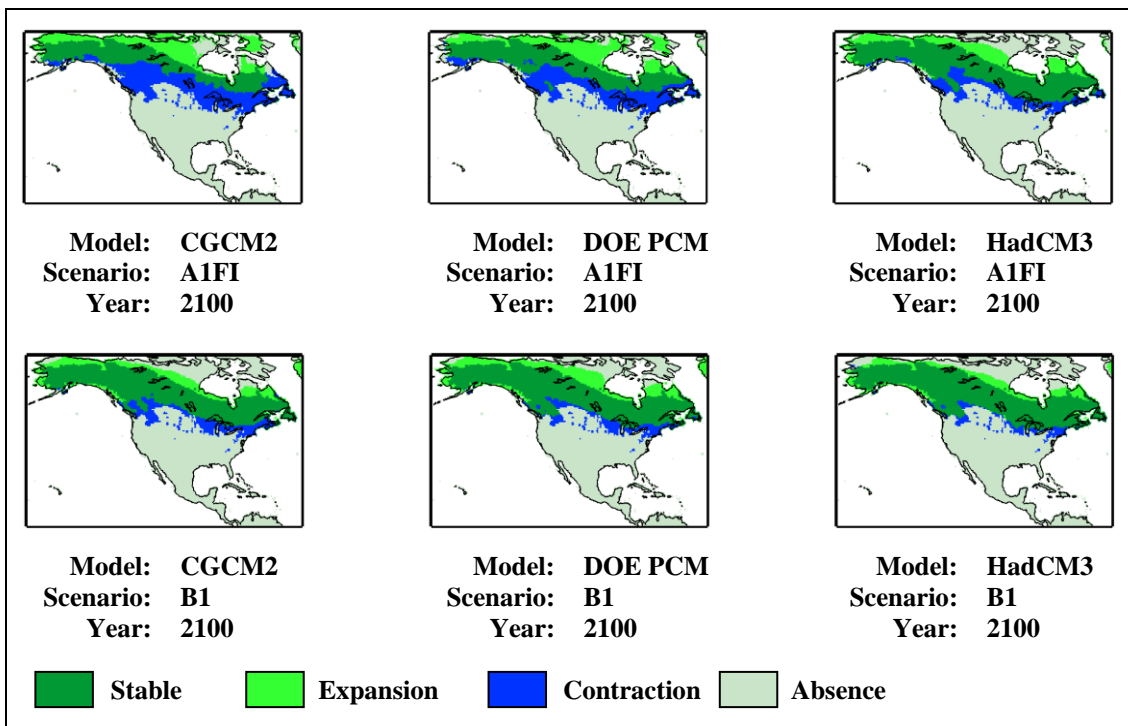 Model: CGCM2
Scenario: A1FI
Year: 2100
Model: DOE PCM
Scenario: A1FI
Year: 2100
Model: HadCM3
Scenario: A1FI
Year: 2100
Model: CGCM2
Scenario: B1
Year: 2100
Model: DOE PCM
Scenario: B1
Year: 2100
Model: HadCM3
Scenario: B1
Year: 2100
Stable Expansion Contraction Absence